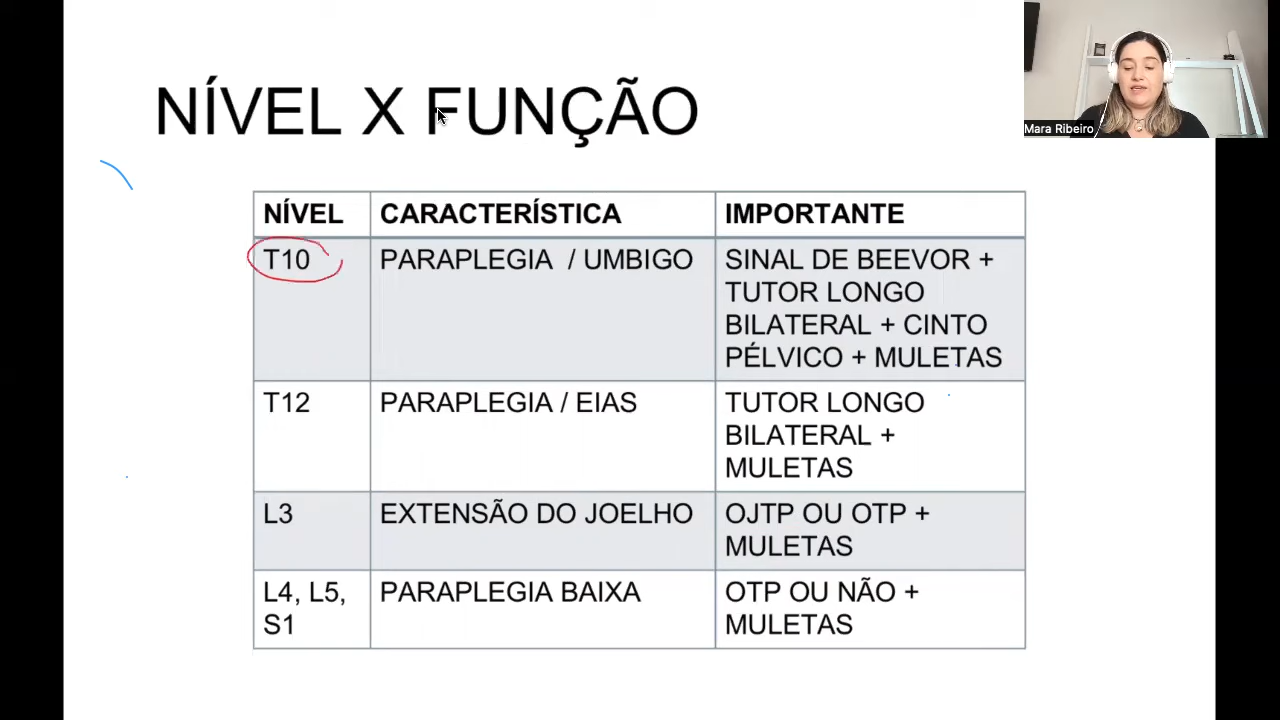 NÍVEL X FUNÇÃO
Mara Ribeiro
NÍVEL CARACTERÍSTICA IMPORTANTE
T10 PARAPLEGIA / UMBIGO SINAL DE BEEVOR +
TUTOR LONGO
BILATERAL + CINTO
PÉLVICO + MULETAS
T12 PARAPLEGIA / EIAS TUTOR LONGO
BILATERAL +
MULETAS
L3 EXTENSÃO DO JOELHO OJTP OU OTP +
MULETAS
L4, L5, PARAPLEGIA BAIXA OTP OU NÃO +
S1 MULETAS